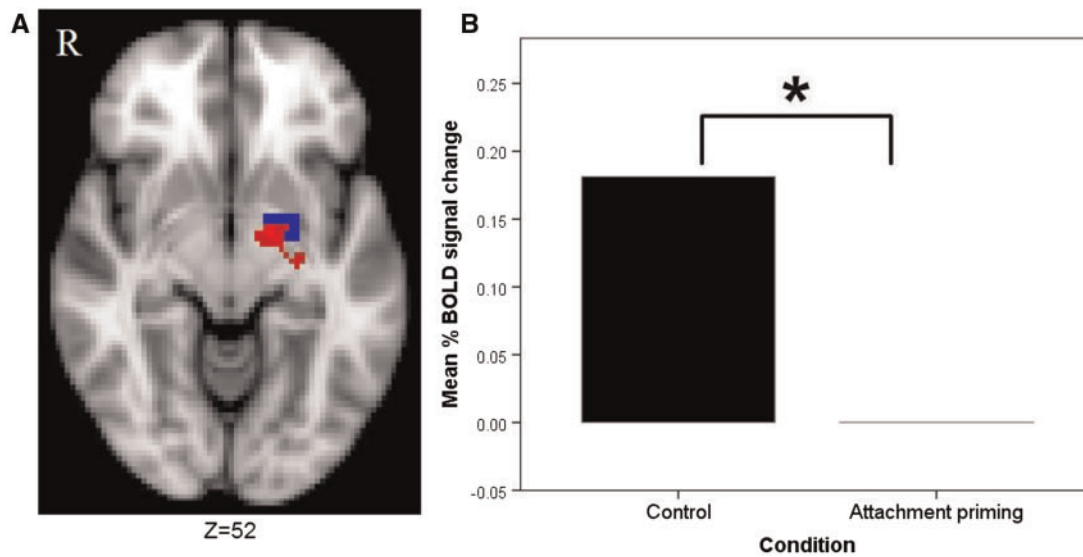 A
R
Z=52
B
Mean % BOLD signal change
0.25
0.20
0.15
0.10
0.05
0.00
-0.05
*
Control
Attachment priming
Condition